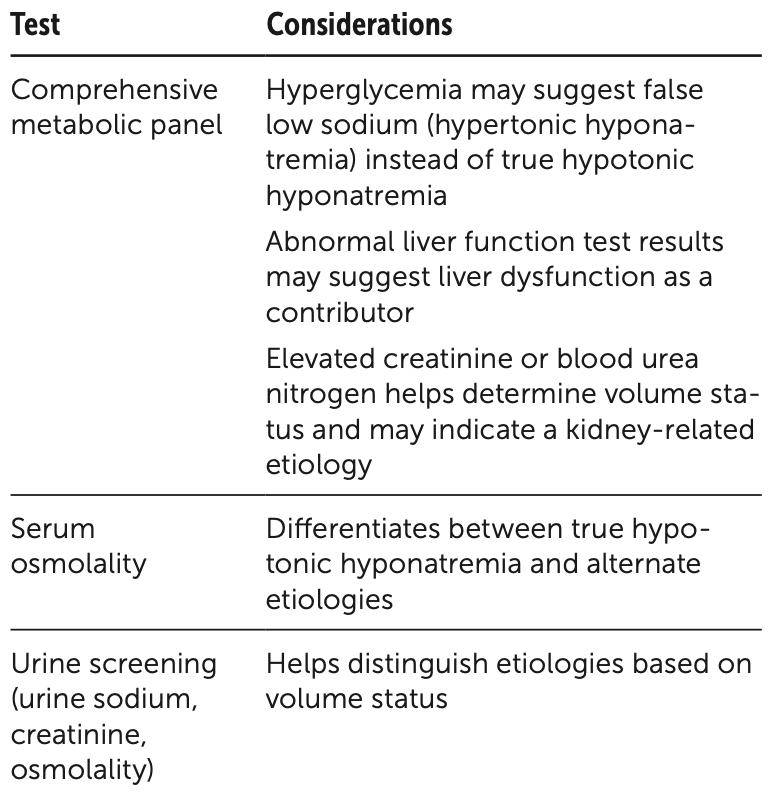 Test Considerations
Comprehensive
metabolic panel
Hyperglycemia may suggest false
low sodium (hypertonic hypona-
tremia) instead of true hypotonic
hyponatremia
Abnormal liver function test results
may suggest liver dysfunction as a
contributor
Elevated creatinine or blood urea
nitrogen helps determine volume sta-
tus and may indicate a kidney-related
etiology
Serum
osmolality
Differentiates between true hypo-
tonic hyponatremia and alternate
etiologies
Urine screening
(urine sodium,
creatinine,
osmolality)
Helps distinguish etiologies based on
volume status